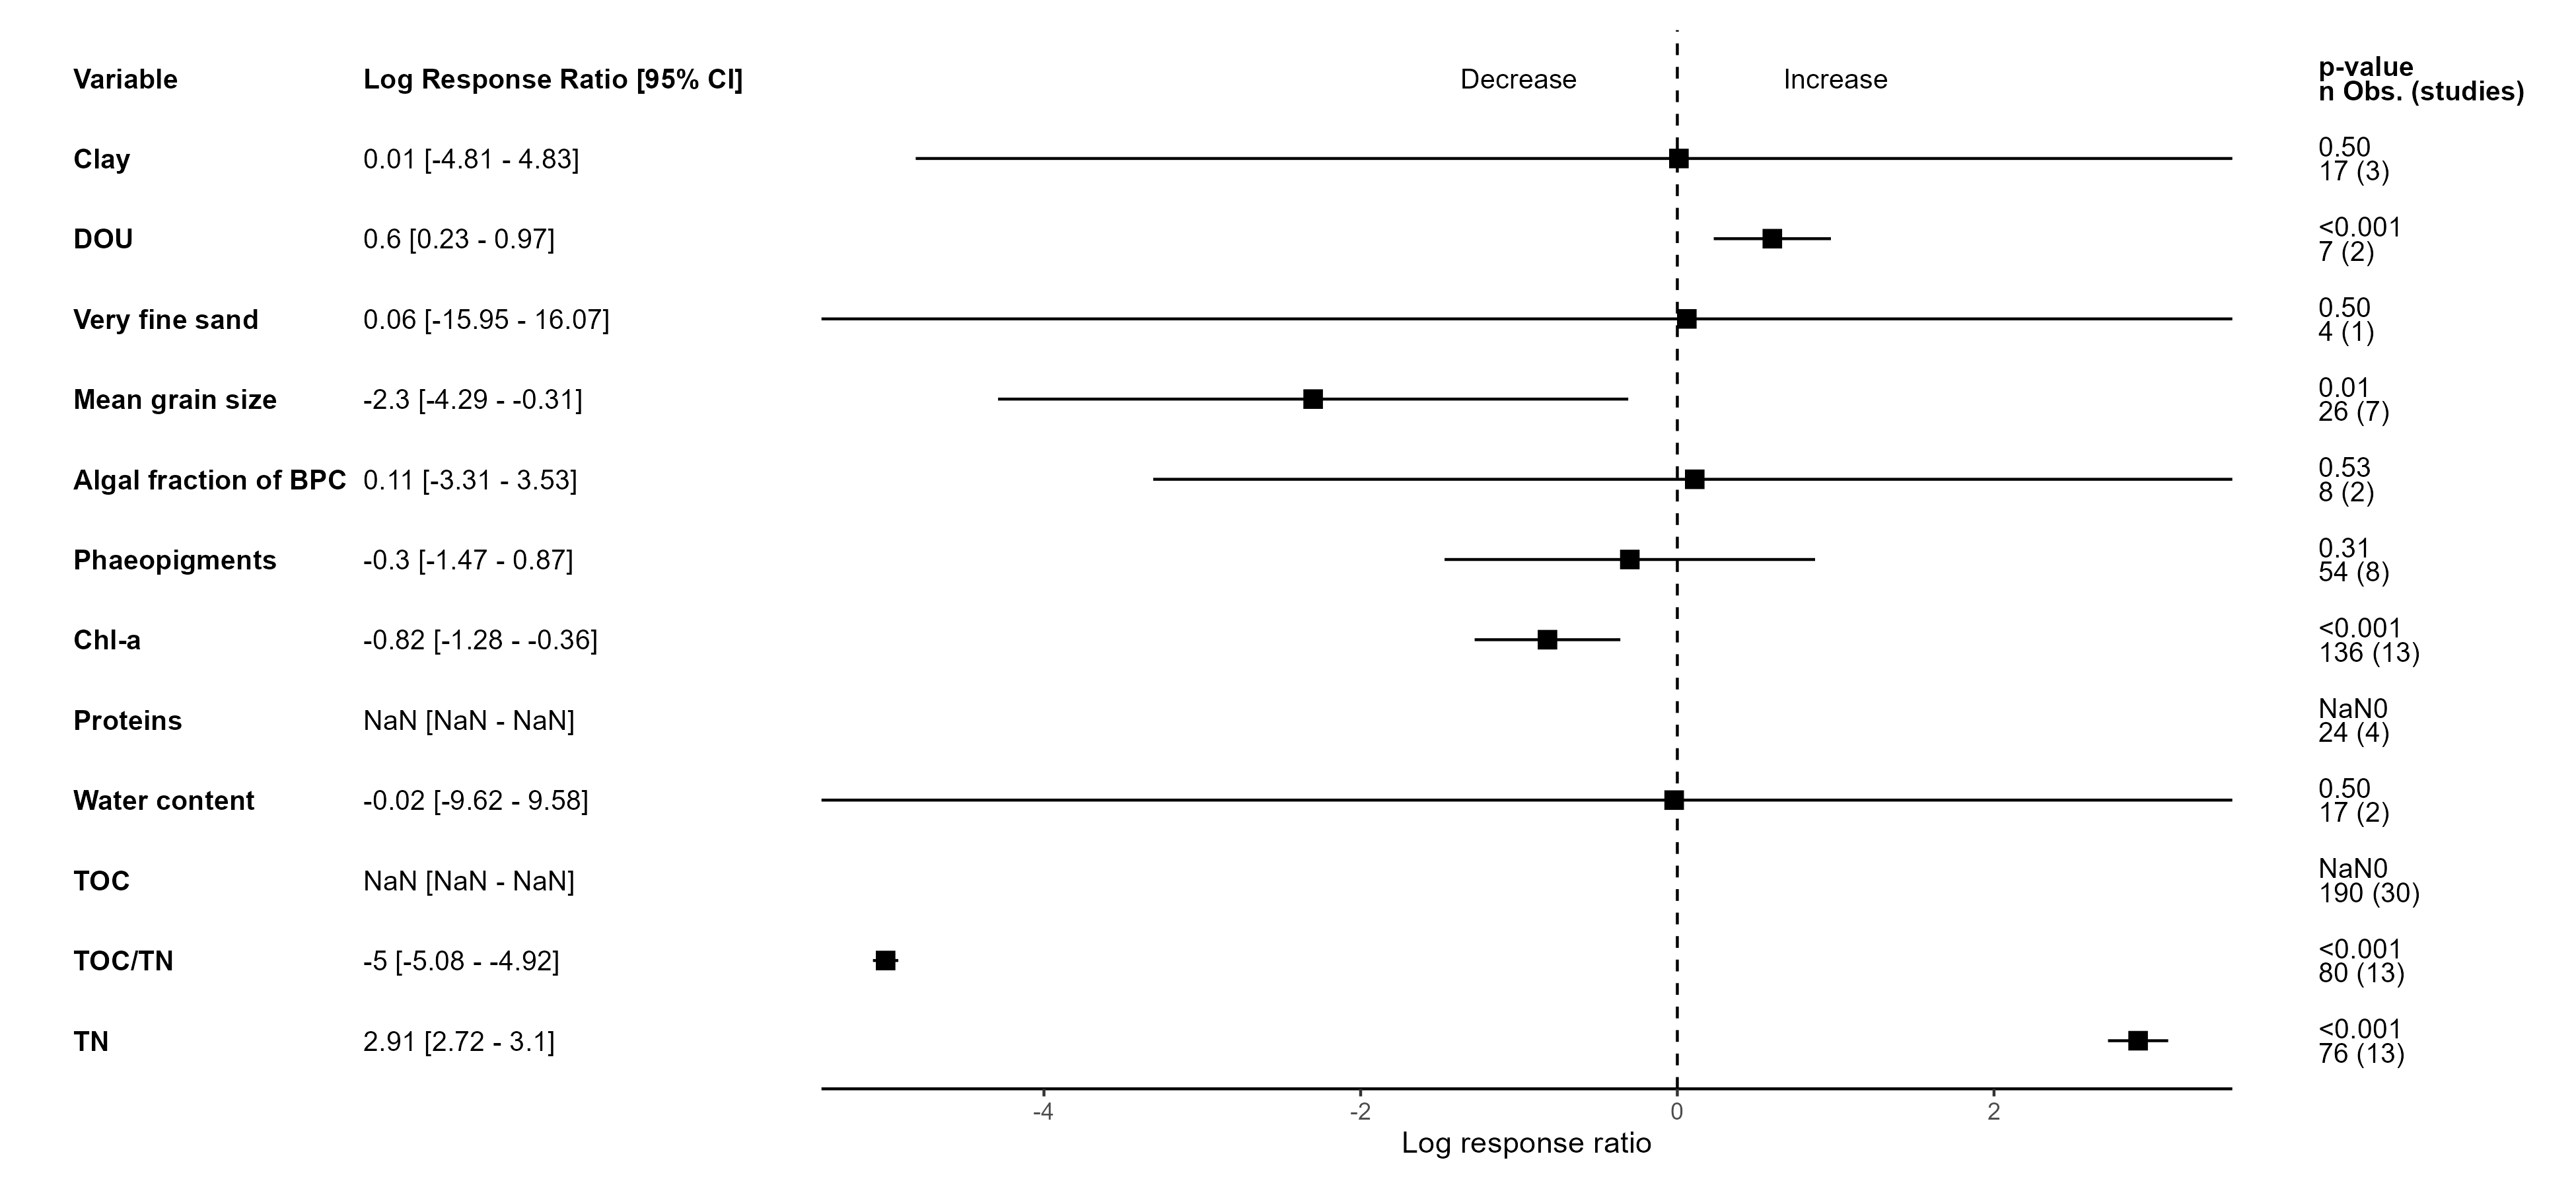 Variable Log Response Ratio [95% CI] Decrease Increase p-value
n Obs. (studies)
Clay 0.01 [-4.81 - 4.83] 0.50
17 (3)
DOU 0.6 [0.23 - 0.97] <0.001
7 (2)
Very fine sand 0.06 [-15.95 - 16.07] 0.50
4 (1)
Mean grain size -2.3 [-4.29 - -0.31] 0.01
26 (7)
Algal fraction of BPC 0.11 [-3.31 - 3.53] 0.53
8 (2)
Phaeopigments -0.3 [-1.47 - 0.87] 0.31
54 (8)
Chl-a -0.82 [-1.28 - -0.36] <0.001
136 (13)
Proteins NaN [NaN - NaN] NaN0
24 (4)
Water content -0.02 [-9.62 - 9.58] 0.50
17 (2)
TOC NaN [NaN - NaN] NaN0
190 (30)
TOC/TN -5 [-5.08 - -4.92] <0.001
80 (13)
TN 2.91 [2.72 - 3.1] <0.001
76 (13)
-4 -2 0 2
Log response ratio